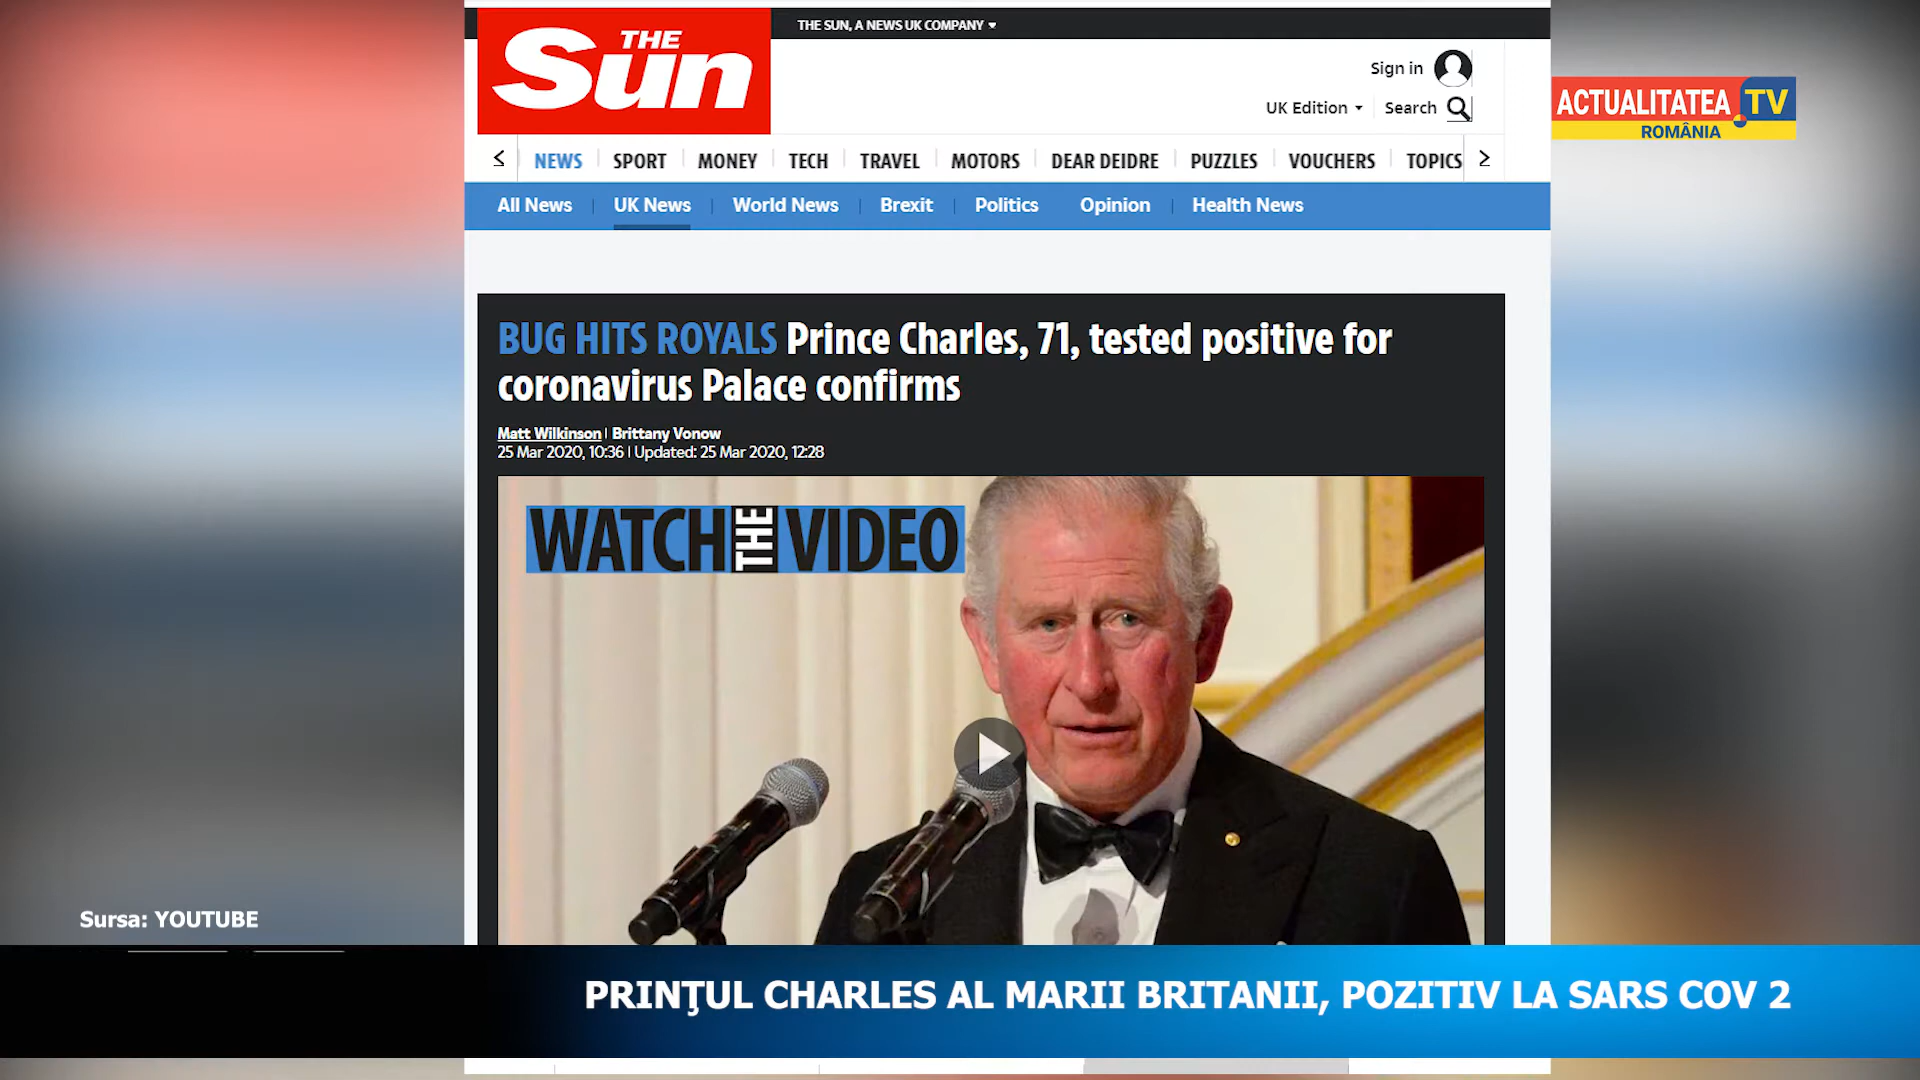 THE SUN, A NEWS UK COMPANY
THE
Sun
Sign in
UK Edition
Search
ACTUALITATEA.TV
ROMÂNIA
NEWS SPORT MONEY TECH TRAVEL MOTORS DEAR DEIDRE PUZZLES VOUCHERS TOPICS
All News UK News World News Brexit Politics Opinion Health News
BUG HITS ROYALS Prince Charles, 71, tested positive for
coronavirus Palace confirms
Matt Wilkinson | Brittany Vonow
25 Mar 2020, 10:36 | Updated: 25 Mar 2020, 12:28
WATCH THE VIDEO
Sursa: YOUTUBE
PRINŢUL CHARLES AL MARII BRITANII, POZITIV LA SARS COV 2